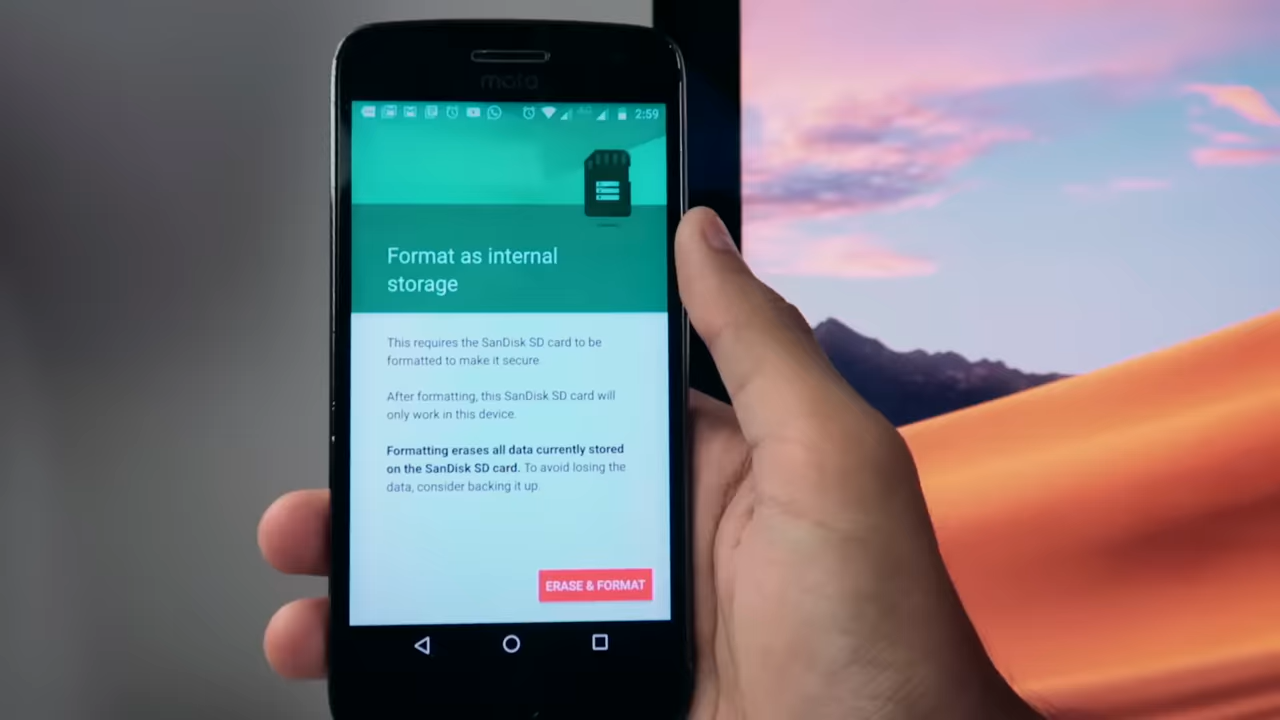 moto
4G
2:59
Format as internal
storage
This requires the SanDisk SD card to be
formatted to make it secure.
After formatting, this SanDisk SD card will
only work in this device.
Formatting erases all data currently stored
on the SanDisk SD card. To avoid losing the
data, consider backing it up.
ERASE & FORMAT